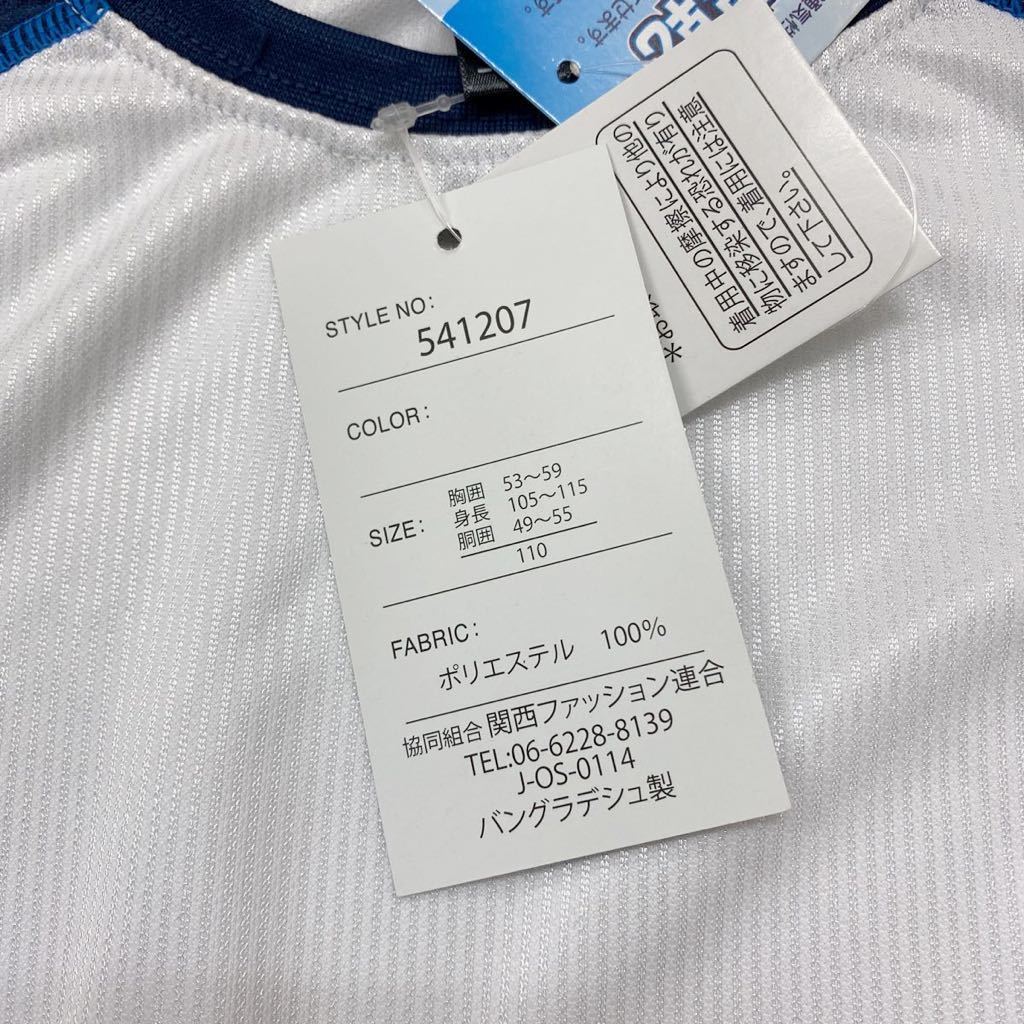 STYLE NO:
541207
COLOR:
SIZE:
胸囲 53〜59
身長 105〜115
胴囲 49〜55
110
FABRIC:
ポリエステル 100%
協同組合 関西ファッション連合
TEL:06-6228-8139
J-OS-0114
バングラデシュ製
着用中の摩擦により他の
物に移染する恐れが有り
ますので、着用には注意
して下さい。
せます。